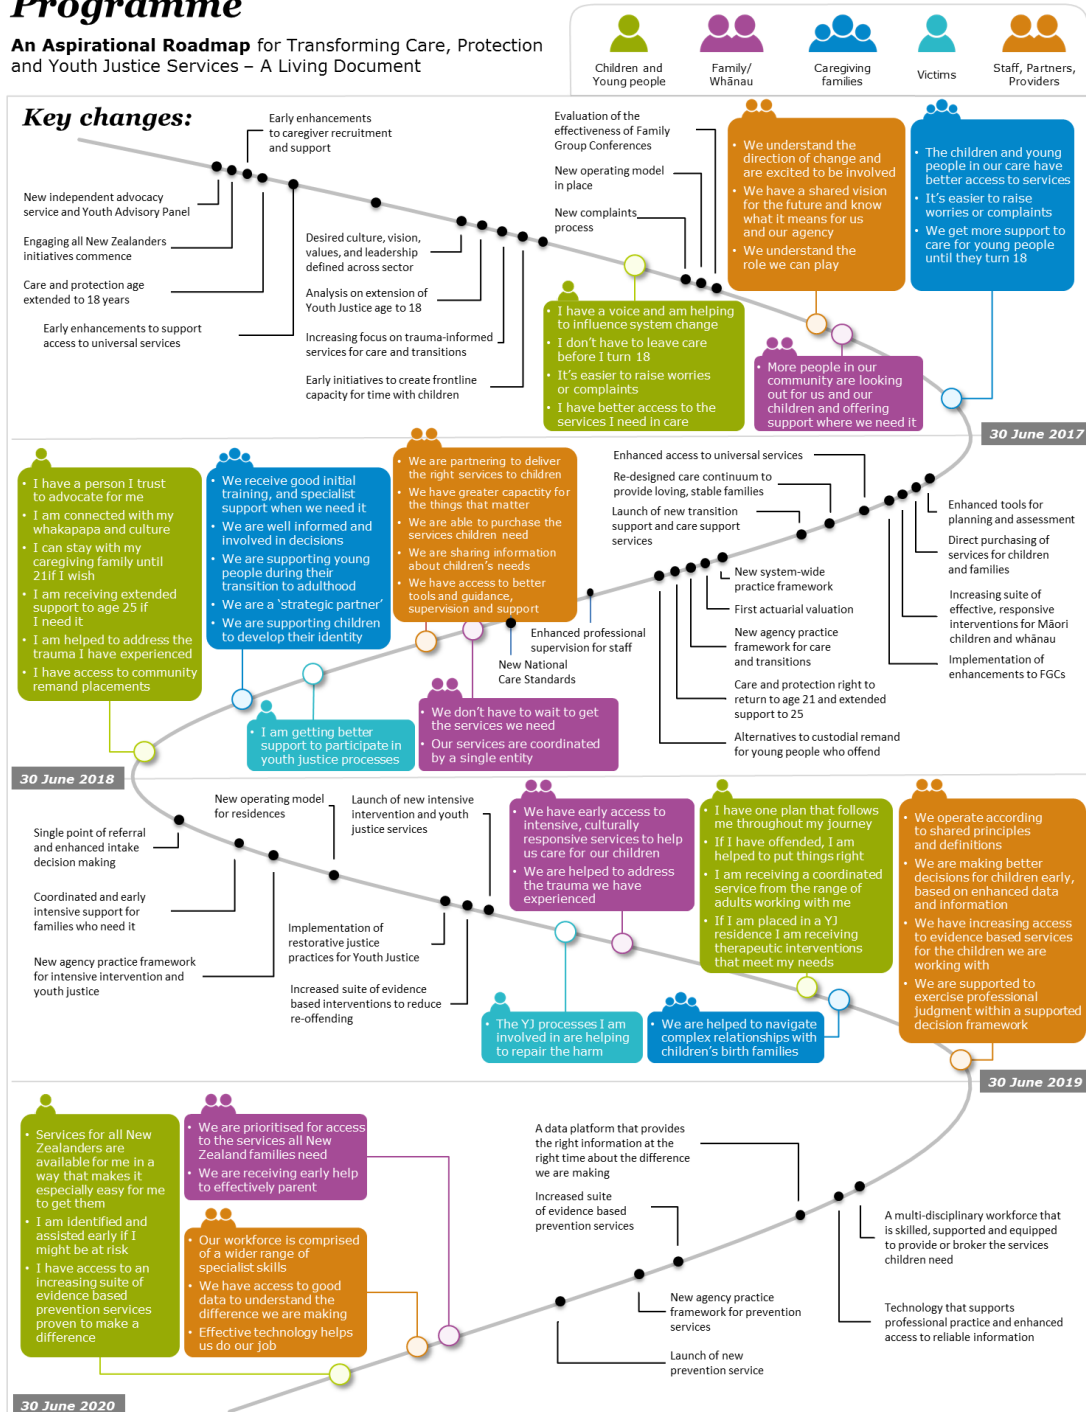 Programme
An Aspirational Roadmap for Transforming Care, Protection
and Youth Justice Services – A Living Document
Children and
Young people
Family/
Whānau
Caregiving
families
Victims
Staff, Partners,
Providers
Key changes:
Early enhancements
to caregiver recruitment
and support
New independent advocacy
service and Youth Advisory Panel
Engaging all New Zealanders
initiatives commence
Care and protection age
extended to 18 years
Early enhancements to support
access to universal services
Desired culture, vision,
values, and leadership
defined across sector
Analysis on extension of
Youth Justice age to 18
Increasing focus on trauma-informed
services for care and transitions
Early initiatives to create frontline
capacity for time with children
Evaluation of the
effectiveness of Family
Group Conferences
New operating model
in place
New complaints
process
• I have a voice and am helping
to influence system change
• I don't have to leave care
before I turn 18
• It's easier to raise worries
or complaints
• I have better access to the
services I need in care
• We understand the
direction of change and
are excited to be involved
• We have a shared vision
for the future and know
what it means for us
and our agency
• We understand the
role we can play
• More people in our
community are looking
out for us and our
children and offering
support where we need it
• The children and young
people in our care have
better access to services
• It's easier to raise
worries or complaints
• We get more support to
care for young people
until they turn 18
30 June 2017
• I have a person I trust
to advocate for me
• I am connected with my
whakapapa and culture
• I can stay with my
caregiving family until
21if I wish
• I am receiving extended
support to age 25 if
I need it
• I am helped to address the
trauma I have experienced
• I have access to community
remand placements
• We receive good initial
training, and specialist
support when we need it
• We are well informed and
involved in decisions
• We are supporting young
people during their
transition to adulthood
• We are a 'strategic partner'
• We are supporting children
to develop their identity
• We are partnering to deliver
the right services to children
• We have greater capacity for
the things that matter
• We are able to purchase the
services children need
• We are sharing information
about children's needs
• We have access to better
tools and guidance,
supervision and support
• I am getting better
support to participate in
youth justice processes
• We don't have to wait to get
the services we need
• Our services are coordinated
by a single entity
New National
Care Standards
Enhanced professional
supervision for staff
Enhanced access to universal services
Re-designed care continuum to
provide loving, stable families
Launch of new transition
support and care support
services
New system-wide
practice framework
First actuarial valuation
New agency practice
framework for care
and transitions
Care and protection right to
return to age 21 and extended
support to 25
Alternatives to custodial remand
for young people who offend
Enhanced tools for
planning and assessment
Direct purchasing of
services for children
and families
Increasing suite of
effective, responsive
interventions for Māori
children and whānau
Implementation of
enhancements to FGCs
30 June 2018
Single point of referral
and enhanced intake
decision making
Coordinated and early
intensive support for
families who need it
New agency practice framework
for intensive intervention and
youth justice
New operating model
for residences
Launch of new intensive
intervention and youth
justice services
Implementation of
restorative justice
practices for Youth Justice
Increased suite of evidence
based interventions to reduce
re-offending
• We have early access to
intensive, culturally
responsive services to help
us care for our children
• We are helped to address
the trauma we have
experienced
• I have one plan that follows
me throughout my journey
• If I have offended, I am
helped to put things right
• I am receiving a coordinated
service from the range of
adults working with me
• If I am placed in a YJ
residence I am receiving
therapeutic interventions
that meet my needs
• We operate according
to shared principles
and definitions
• We are making better
decisions for children early,
based on enhanced data
and information
• We have increasing access
to evidence based services
for the children we are
working with
• We are supported to
exercise professional
judgment within a supported
decision framework
• The YJ processes I am
involved in are helping
to repair the harm
• We are helped to navigate
complex relationships with
children's birth families
30 June 2019
• Services for all New
Zealanders are
available for me in a
way that makes it
especially easy for me
to get them
• I am identified and
assisted early if I
might be at risk
• I have access to an
increasing suite of
evidence based
prevention services
proven to make a
difference
• We are prioritised for access
to the services all New
Zealand families need
• We are receiving early help
to effectively parent
• Our workforce is comprised
of a wider range of
specialist skills
• We have access to good
data to understand the
difference we are making
• Effective technology helps
us do our job
A data platform that provides
the right information at the
right time about the difference
we are making
Increased suite
of evidence based
prevention services
New agency practice
framework for prevention
services
Launch of new
prevention service
A multi-disciplinary workforce that
is skilled, supported and equipped
to provide or broker the services
children need
Technology that supports
professional practice and enhanced
access to reliable information
30 June 2020